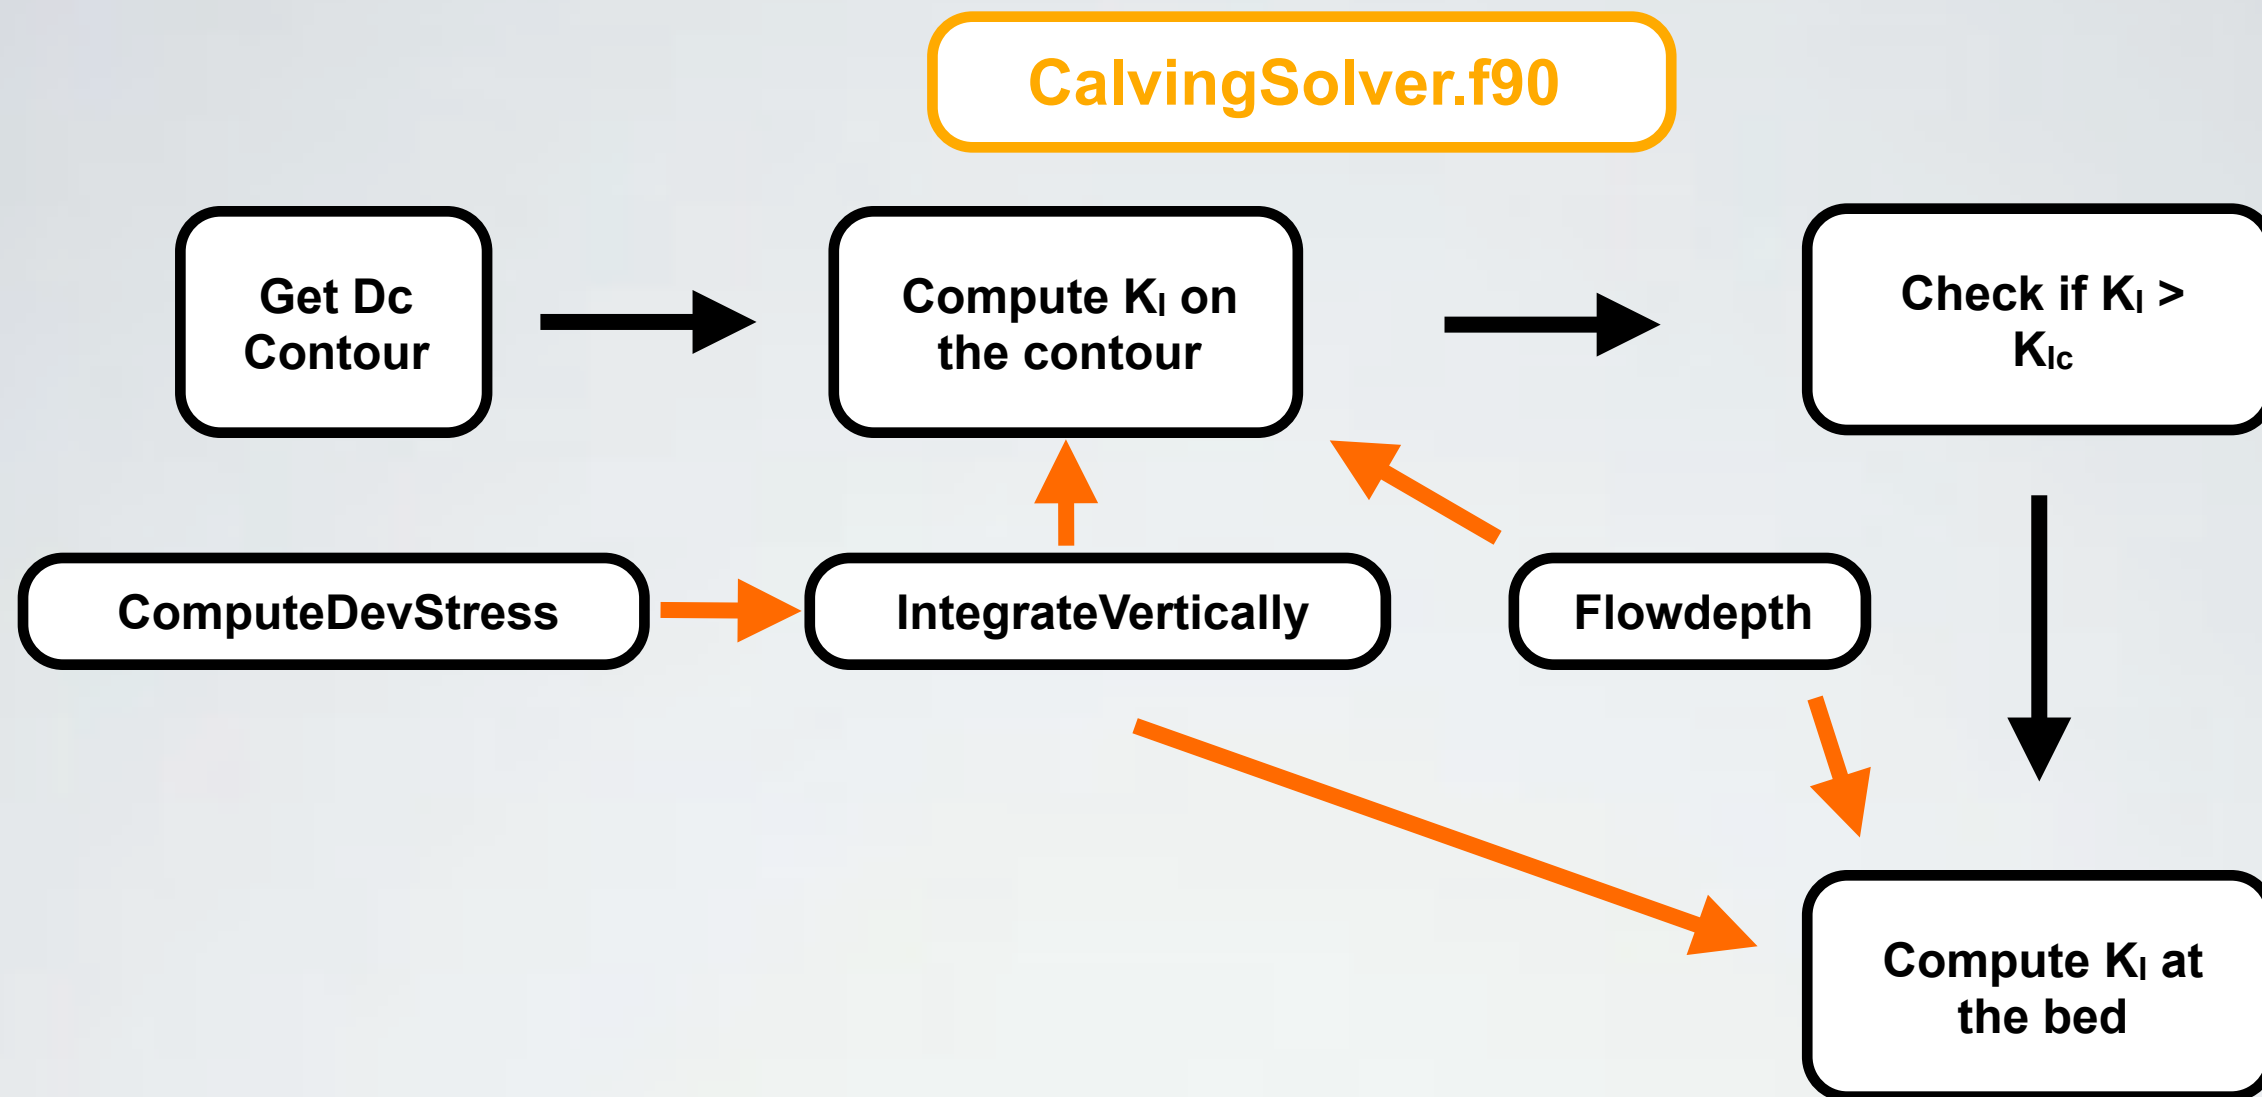 CalvingSolver.f90
Get Dc
Contour
Compute KI on
the contour
Check if KI >
KIc
ComputeDevStress
IntegrateVertically
Flowdepth
Compute KI at
the bed